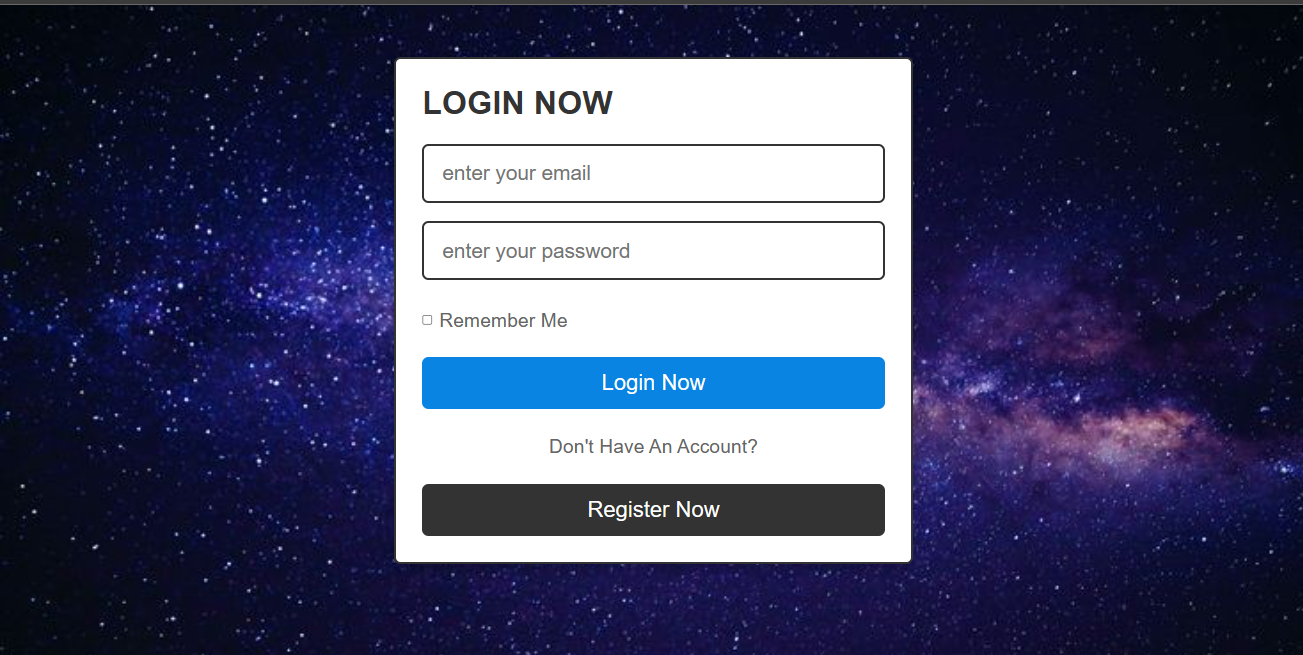 LOGIN NOW
enter your email
enter your password
Remember Me
Login Now
Don't Have An Account?
Register Now